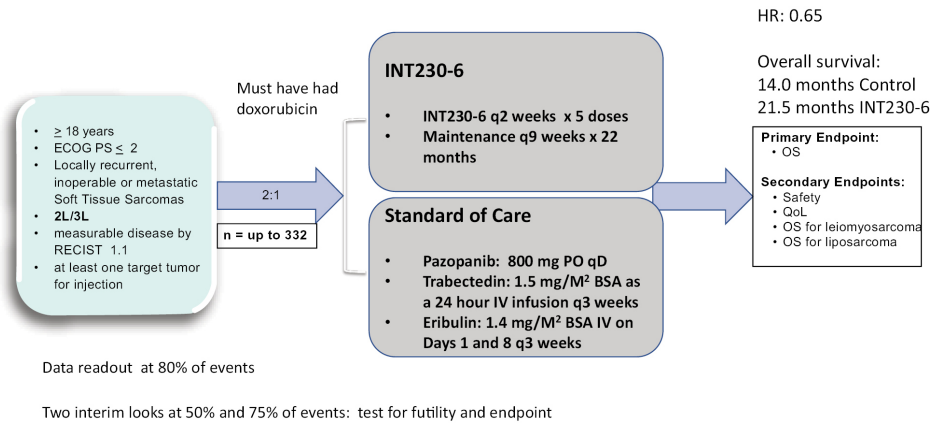 HR: 0.65
Overall survival:
14.0 months Control
21.5 months INT230-6
• ≥ 18 years
• ECOG PS ≤ 2
• Locally recurrent,
inoperable or metastatic
Soft Tissue Sarcomas
• 2L/3L
• measurable disease by
RECIST 1.1
• at least one target tumor
for injection
Must have had
doxorubicin
2:1
n = up to 332
INT230-6
• INT230-6 q2 weeks x 5 doses
• Maintenance q9 weeks x 22
months
Standard of Care
• Pazopanib: 800 mg PO qD
• Trabectedin: 1.5 mg/M² BSA as
a 24 hour IV infusion q3 weeks
• Eribulin: 1.4 mg/M² BSA IV on
Days 1 and 8 q3 weeks
Primary Endpoint:
• OS
Secondary Endpoints:
• Safety
• QoL
• OS for leiomyosarcoma
• OS for liposarcoma
Data readout at 80% of events
Two interim looks at 50% and 75% of events: test for futility and endpoint